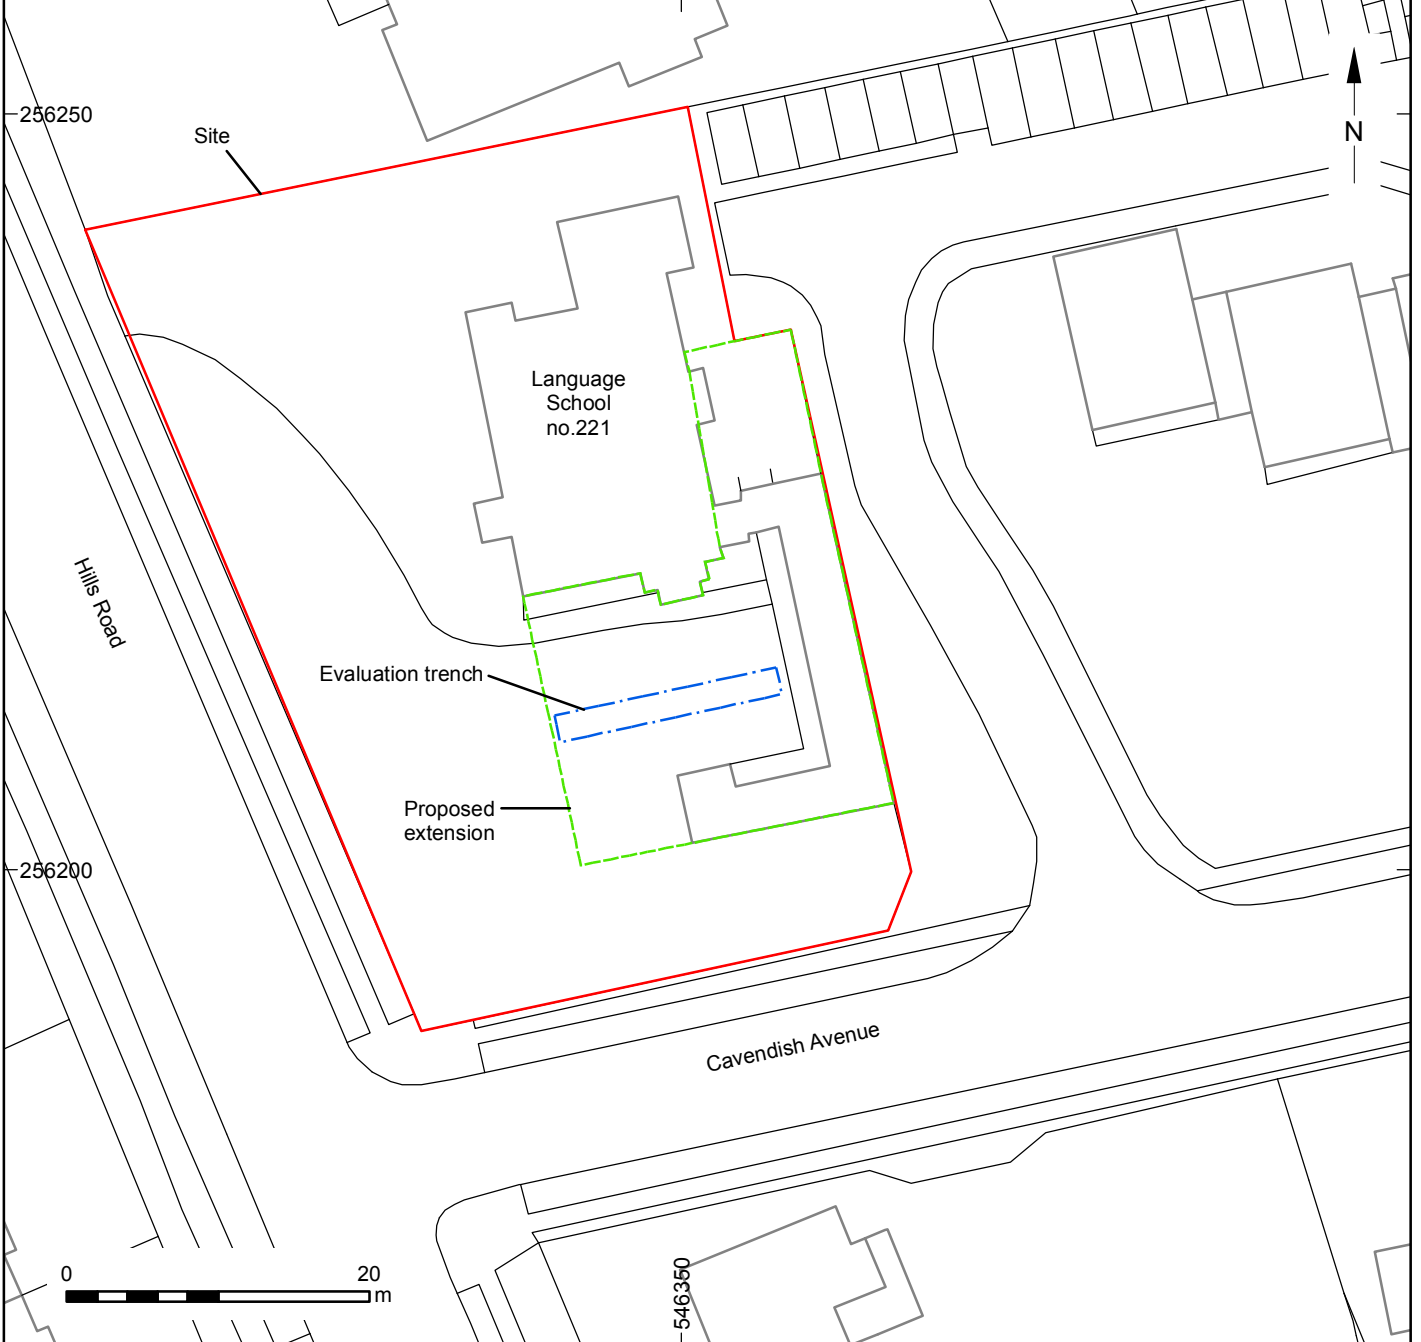 256250
Site
N
Language
School
no.221
Hills Road
Evaluation trench
Proposed
extension
256200
Cavendish Avenue
0 20
m
546350